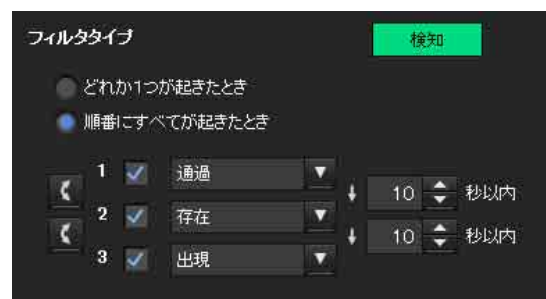 フィルタタイプ 検知
どれか1つが起きたとき
順番にすべてが起きたとき
1 通過
10 秒以内
2 存在
10 秒以内
3 出現